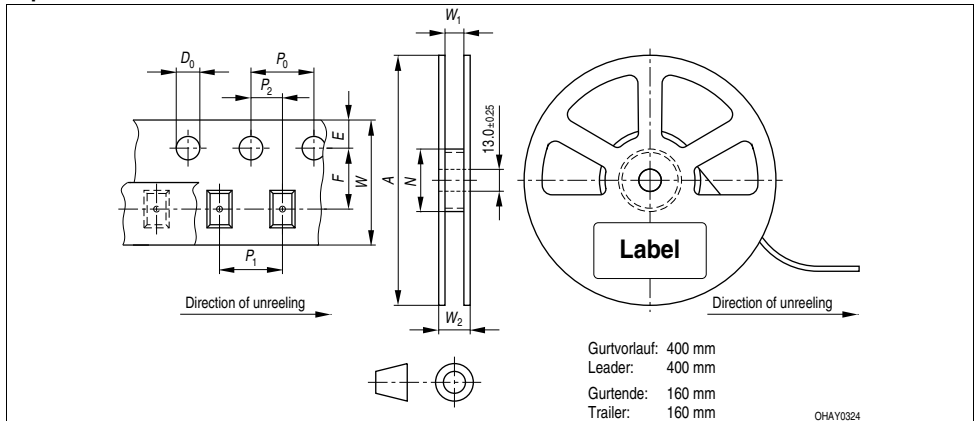 W1
D0
P0
P2
E
F
W
A
N
13.0±0.25
P1
W2
Label
Direction of unreeling
Direction of unreeling
Gurtvorlauf: 400 mm
Leader: 400 mm
Gurtende: 160 mm
Trailer: 160 mm
OHAY0324